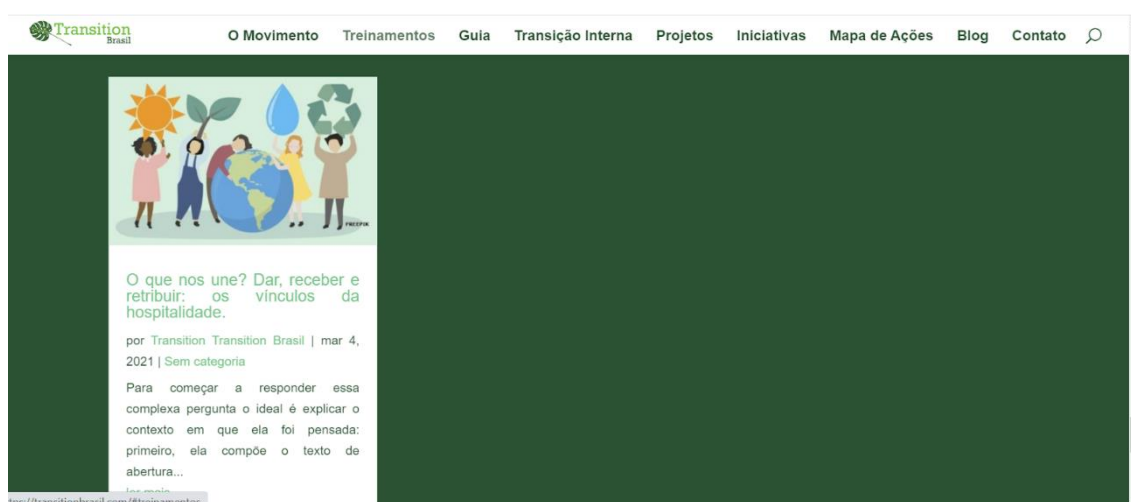 Transition
Brasil
O Movimento Treinamentos Guia Transição Interna Projetos Iniciativas Mapa de Ações Blog Contato
FREEPIK
O que nos une? Dar, receber e
retribuir: os vínculos da
hospitalidade.
por Transition Transition Brasil | mar 4,
2021 | Sem categoria
Para começar a responder essa
complexa pergunta o ideal é explicar o
contexto em que ela foi pensada:
primeiro, ela compõe o texto de
abertura...
ler mais